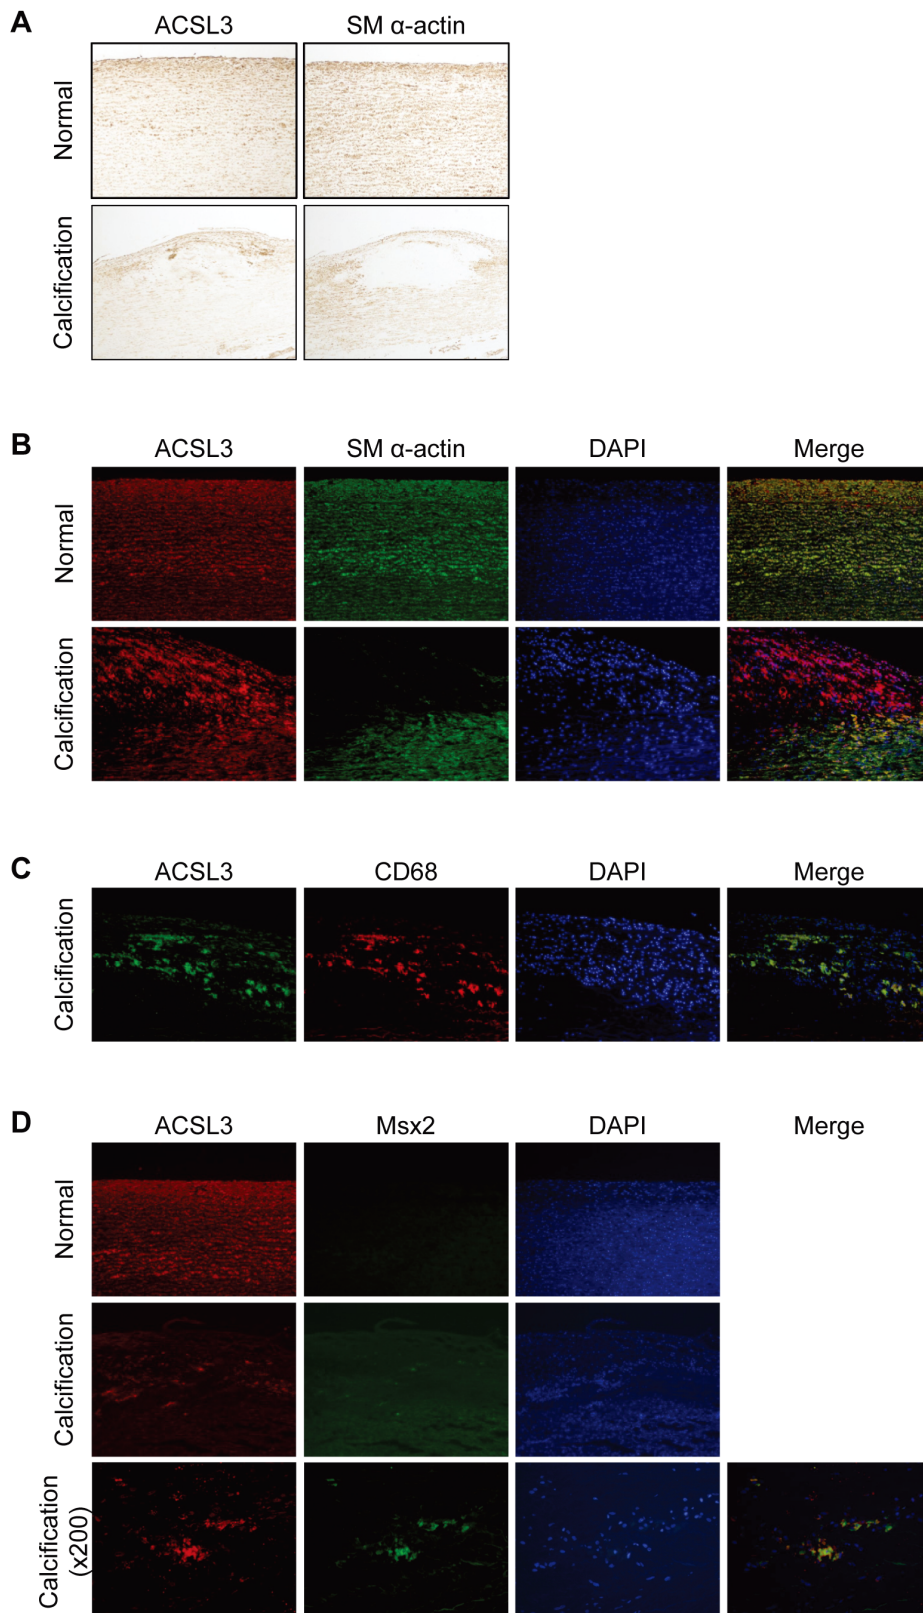 A
ACSL3 SM α-actin
Normal
Calcification
B
ACSL3 SM α-actin DAPI Merge
Normal
Calcification
C
ACSL3 CD68 DAPI Merge
Calcification
D
ACSL3 Msx2 DAPI Merge
Normal
Calcification
Calcification
(x200)